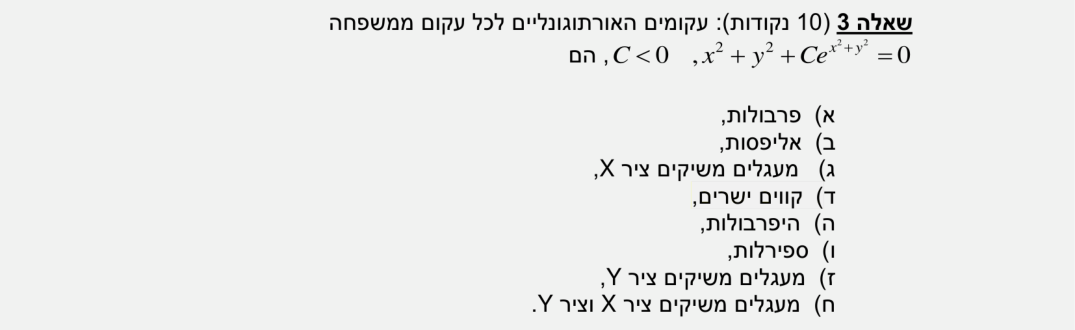 שאלה 3 (10 נקודות): עקומים האורתוגונליים לכל עקום ממשפחה
x² + y² + Ce^{x²+y²} = 0, C < 0, הם
א) פרבולות,
ב) אליפסות,
ג) מעגלים משיקים ציר X,
ד) קווים ישרים,
ה) היפרבולות,
ו) ספירלות,
ז) מעגלים משיקים ציר Y,
ח) מעגלים משיקים ציר X וציר Y.